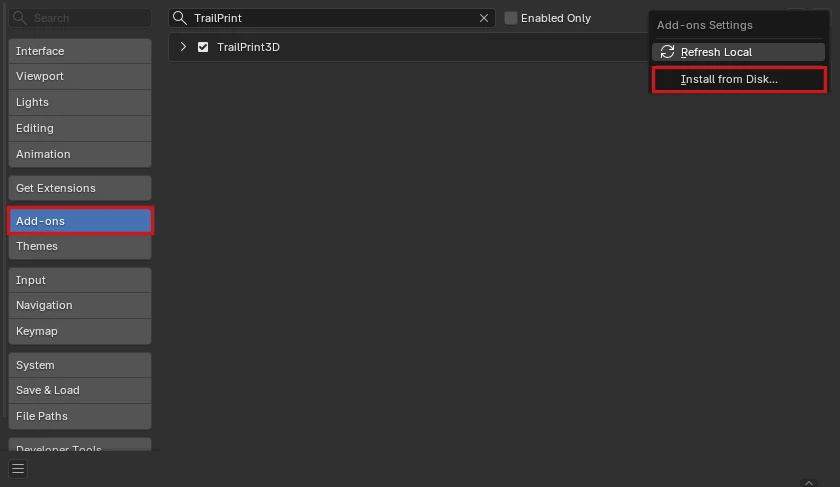 Search
Interface
Viewport
Lights
Editing
Animation
Get Extensions
Add-ons
Themes
Input
Navigation
Keymap
System
Save & Load
File Paths
Developer Tools
TrailPrint
Enabled Only
TrailPrint3D
Add-ons Settings
Refresh Local
Install from Disk...